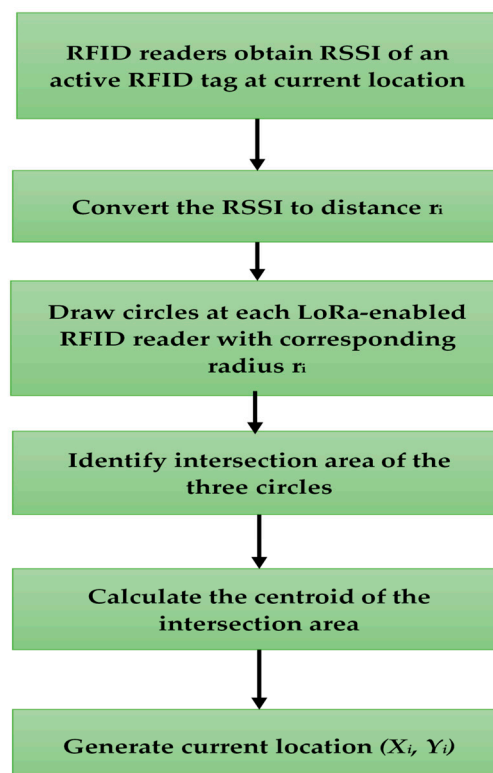 RFID readers obtain RSSI of an
active RFID tag at current location
Convert the RSSI to distance rᵢ
Draw circles at each LoRa-enabled
RFID reader with corresponding
radius rᵢ
Identify intersection area of the
three circles
Calculate the centroid of the
intersection area
Generate current location (Xᵢ, Yᵢ)